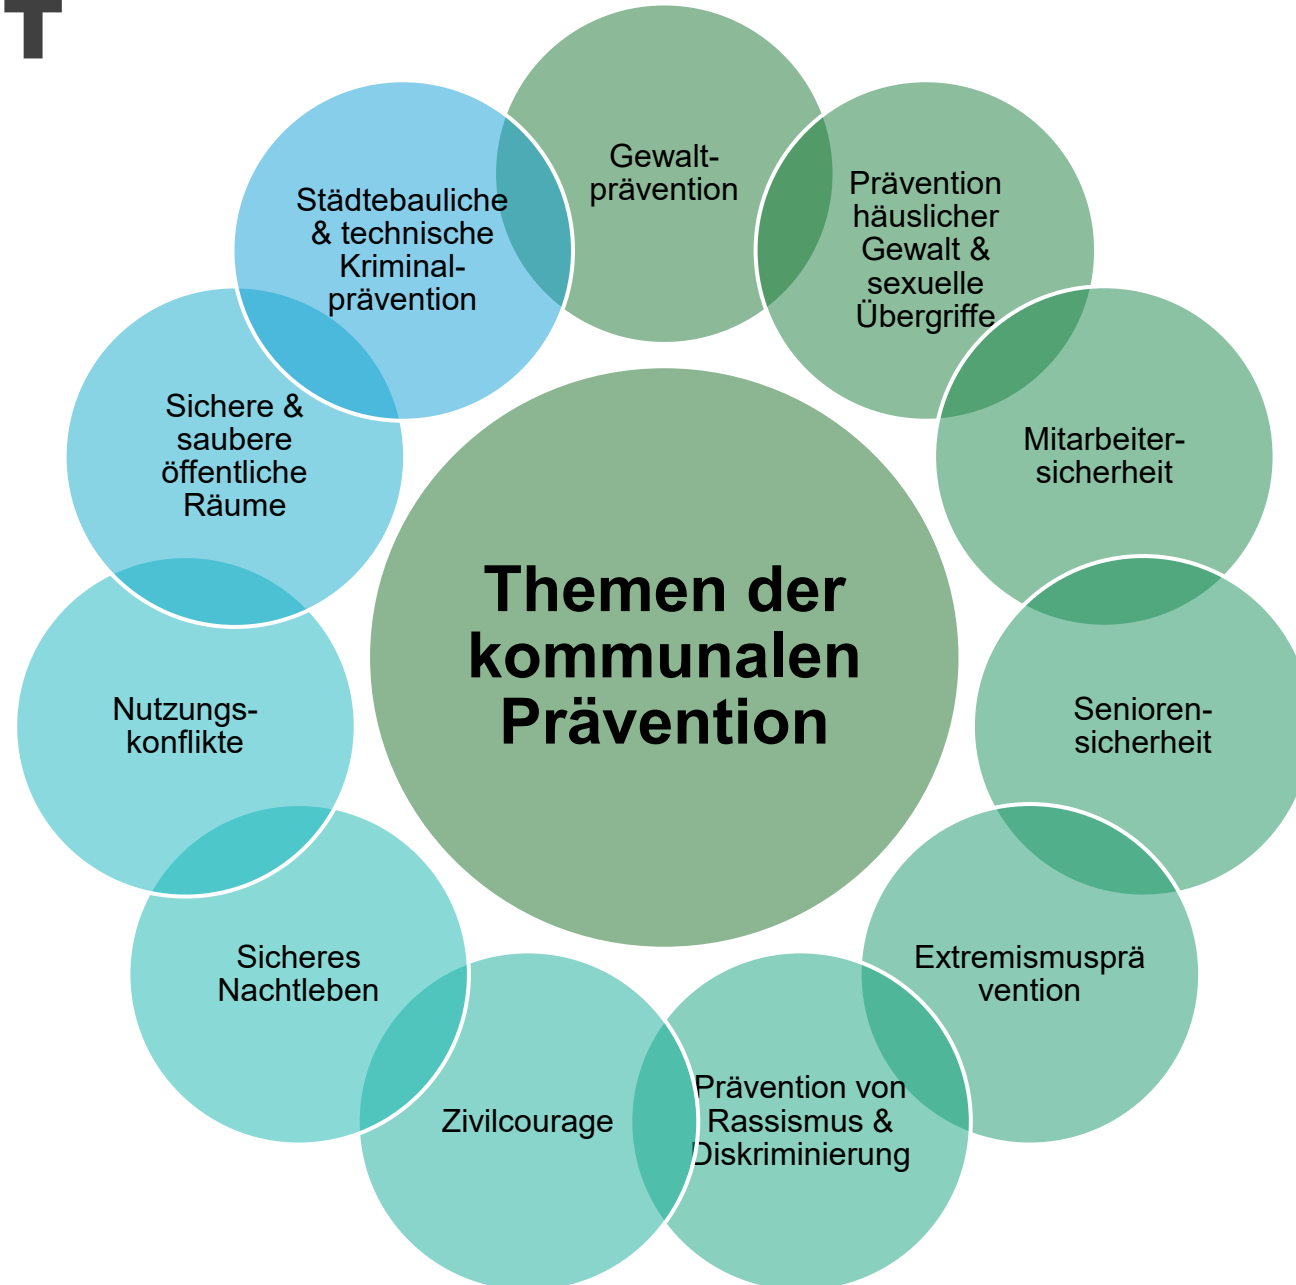 T
Gewalt-
prävention
Prävention
häuslicher
Gewalt &
sexuelle
Übergriffe
Mitarbeiter-
sicherheit
Senioren-
sicherheit
Extremismusprä
vention
Prävention von
Rassismus &
Diskriminierung
Zivilcourage
Sicheres
Nachtleben
Nutzungs-
konflikte
Sichere &
saubere
öffentliche
Räume
Städtebauliche
& technische
Kriminal-
prävention
Themen der
kommunalen
Prävention